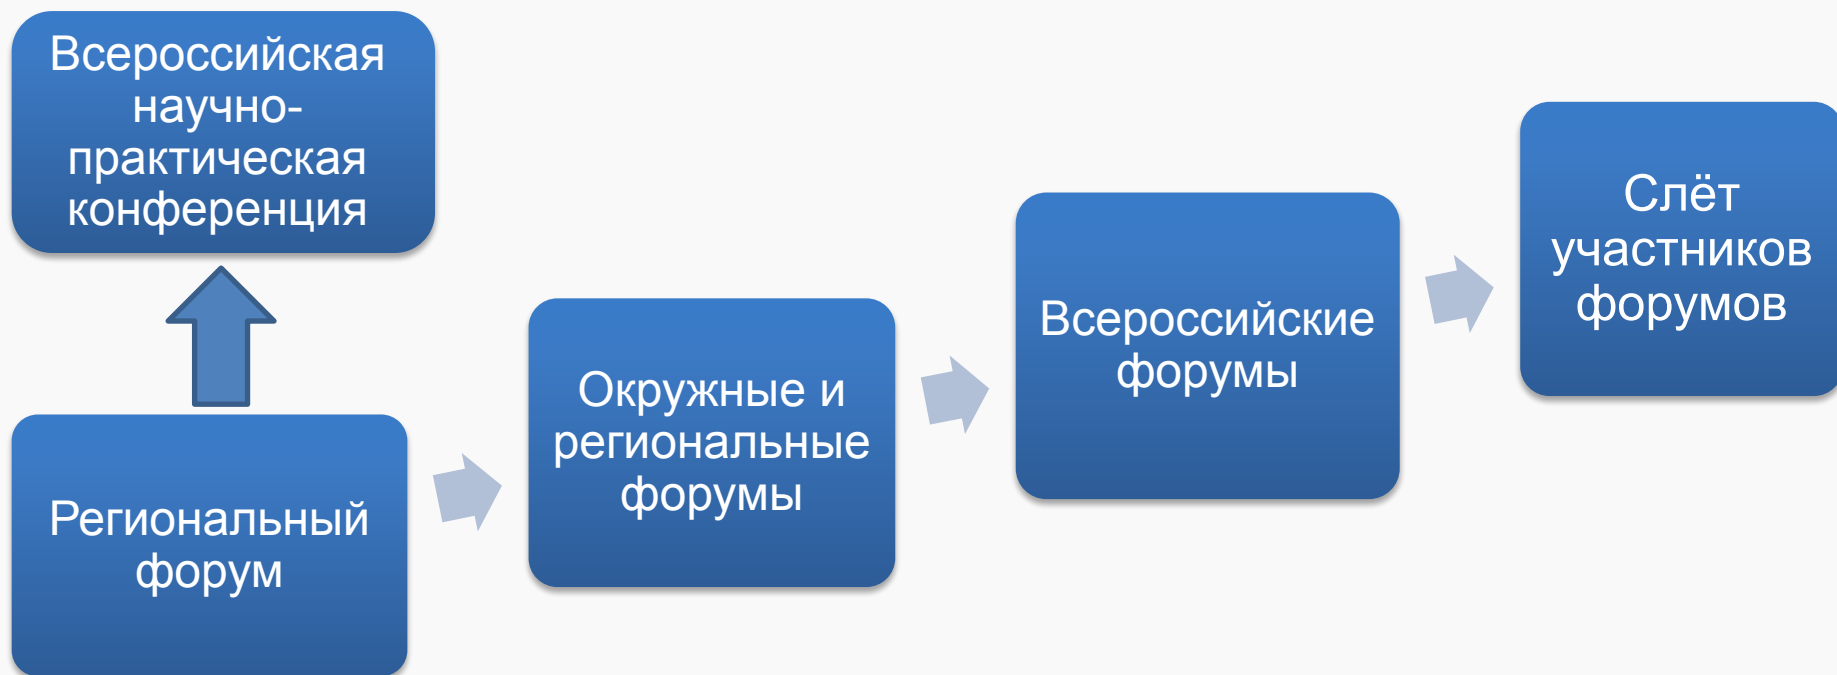 Всероссийская
научно-
практическая
конференция
Региональный
форум
Окружные и
региональные
форумы
Всероссийские
форумы
Слёт
участников
форумов